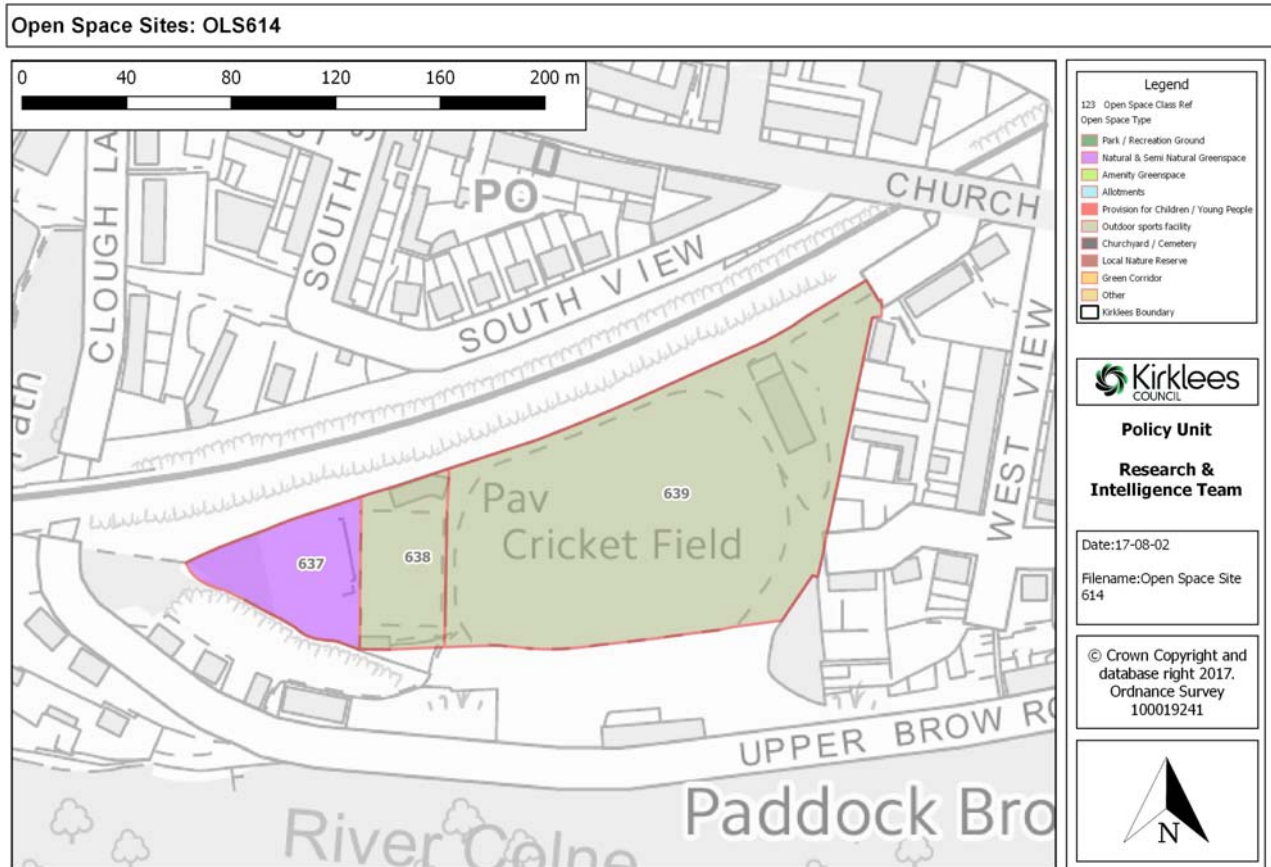 Open Space Sites: OLS614
0 40 80 120 160 200 m
CLOUGH LA
SOUTH S
PO
CHURCH
SOUTH VIEW
Path
WEST VIEW
Pav
Cricket Field
637
638
639
UPPER BROW RO
Paddock Bro
River Colne
Legend
123 Open Space Class Ref
Open Space Type
Park / Recreation Ground
Natural & Semi Natural Greenspace
Amenity Greenspace
Allotments
Provision for Children / Young People
Outdoor sports facility
Churchyard / Cemetery
Local Nature Reserve
Green Corridor
Other
Kirklees Boundary
Kirklees
COUNCIL
Policy Unit
Research &
Intelligence Team
Date:17-08-02
Filename:Open Space Site
614
© Crown Copyright and
database right 2017.
Ordnance Survey
100019241
N